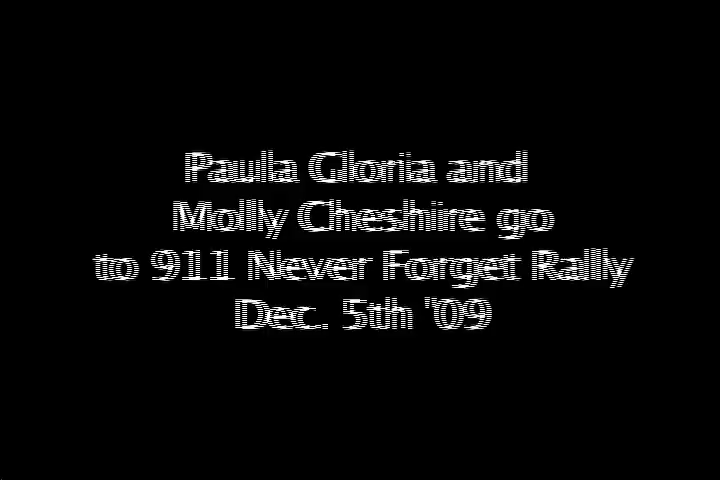 Paula Gloria and
Molly Cheshire go
to 911 Never Forget Rally
Dec. 5th '09